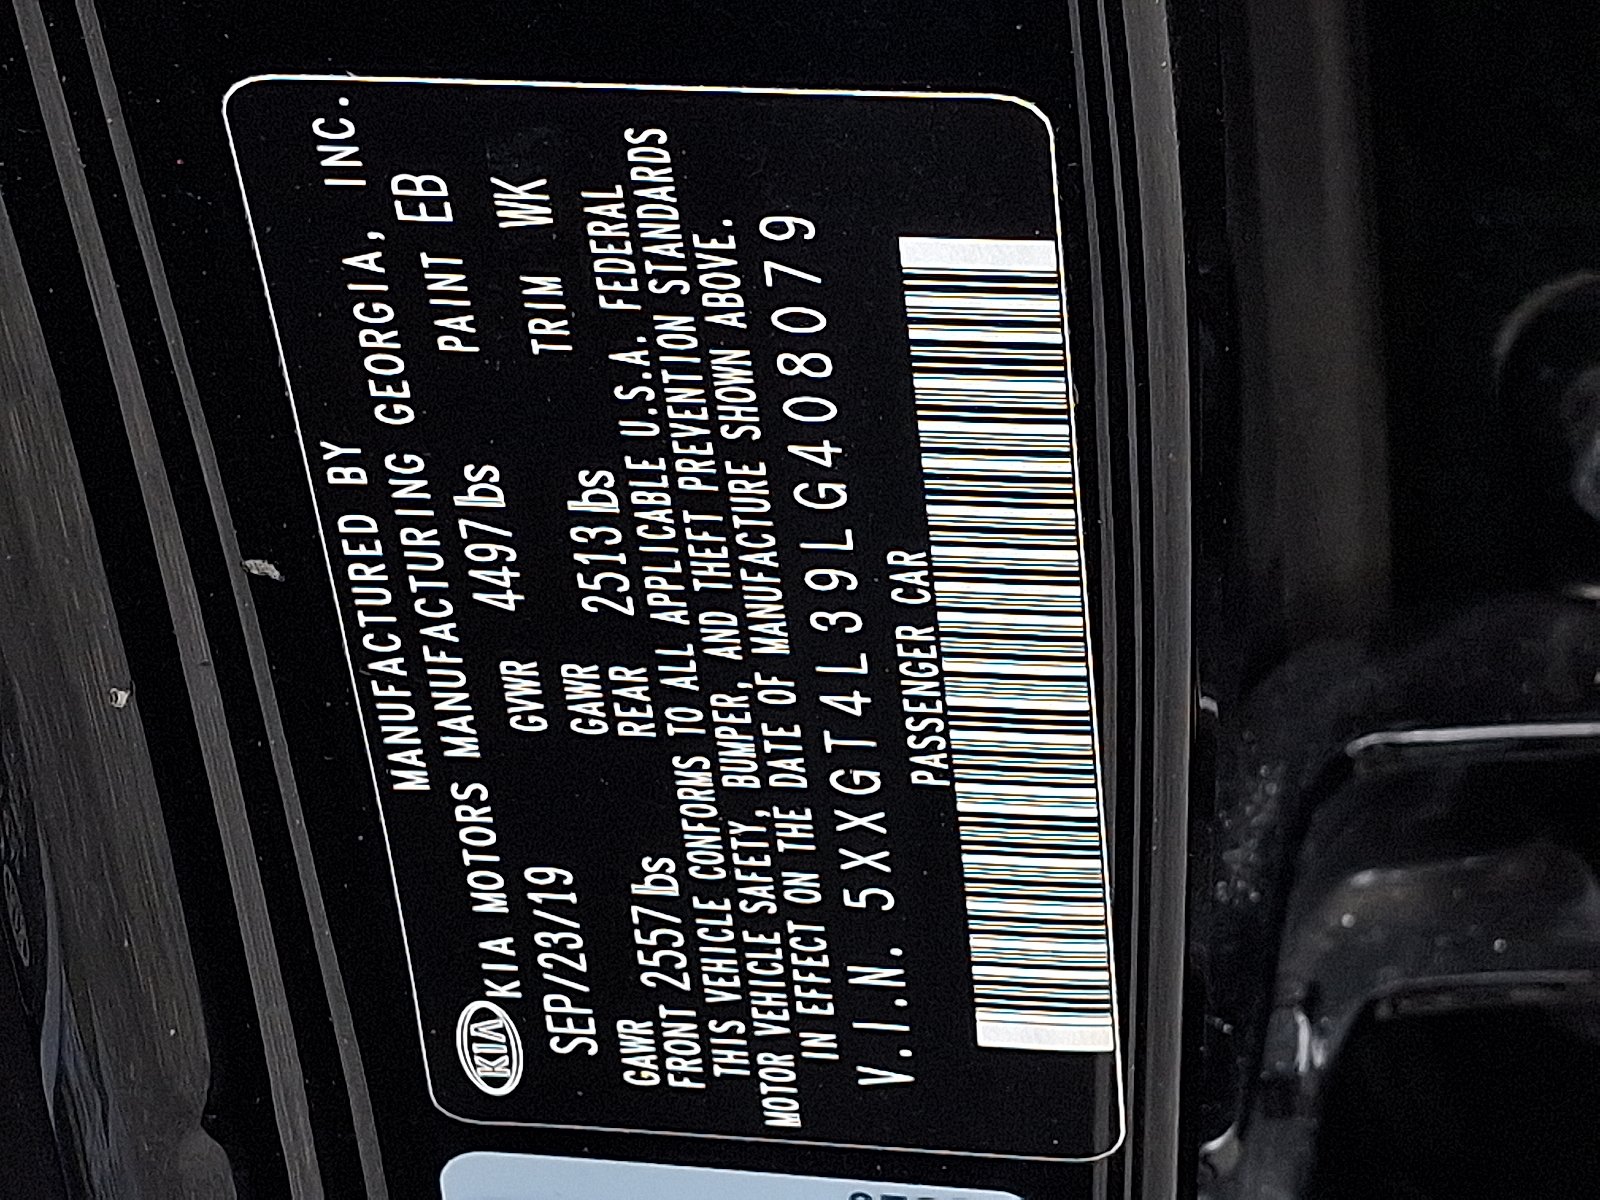 MANUFACTURED BY
KIA KIA MOTORS MANUFACTURING GEORGIA, INC.
SEP/23/19 GVWR 4497lbs PAINT EB
GAWR FRONT 2557lbs GAWR REAR 2513lbs TRIM WK
THIS VEHICLE CONFORMS TO ALL APPLICABLE U.S.A. FEDERAL
MOTOR VEHICLE SAFETY, BUMPER, AND THEFT PREVENTION STANDARDS
IN EFFECT ON THE DATE OF MANUFACTURE SHOWN ABOVE.
V.I.N. 5XXGT4L39LG408079
PASSENGER CAR